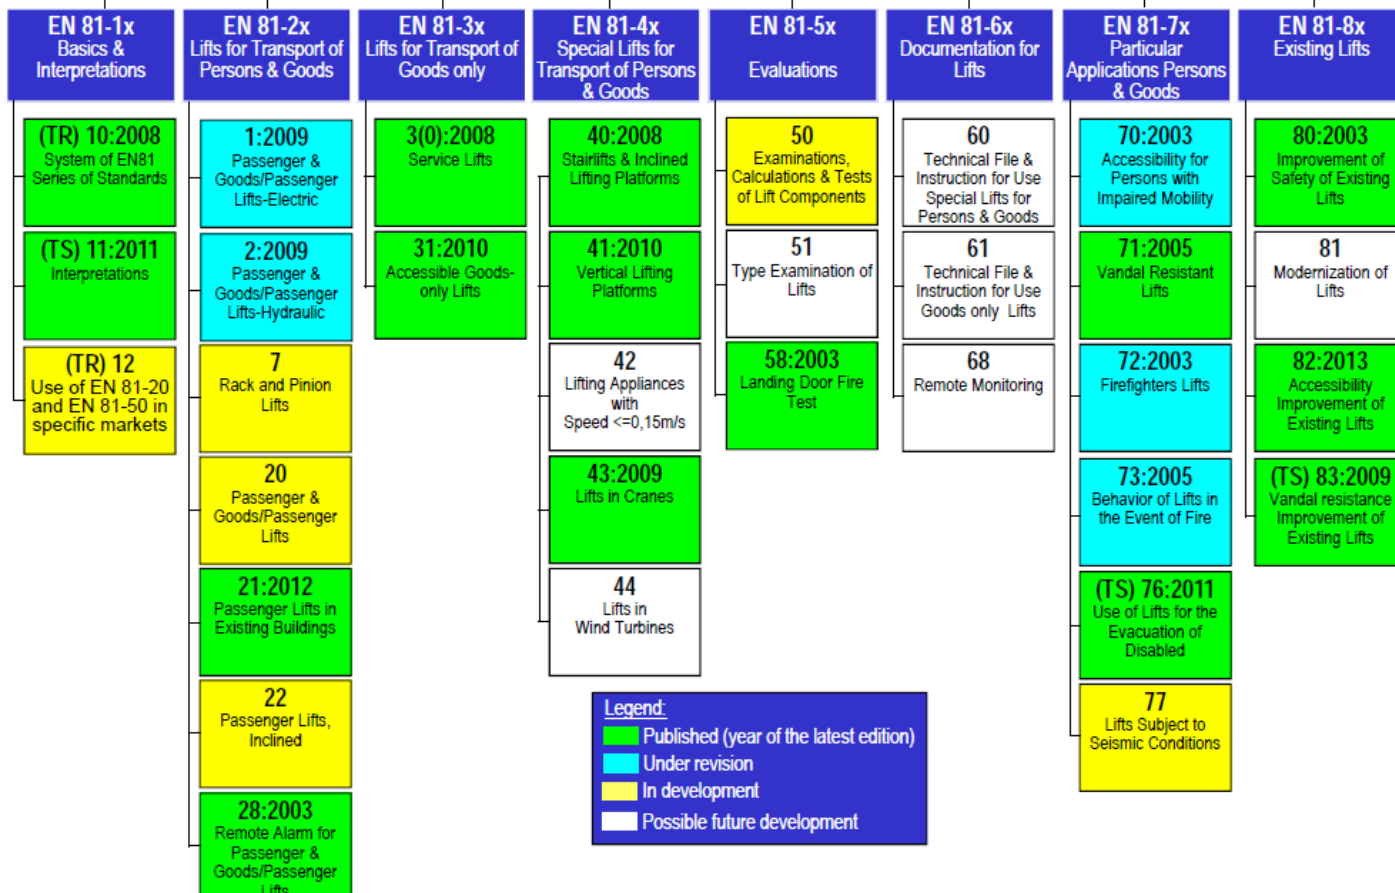 EN 81-1x
Basics &
Interpretations
(TR) 10:2008
System of EN81
Series of Standards
(TS) 11:2011
Interpretations
(TR) 12
Use of EN 81-20
and EN 81-50 in
specific markets
EN 81-2x
Lifts for Transport of
Persons & Goods
1:2009
Passenger &
Goods/Passenger
Lifts-Electric
2:2009
Passenger &
Goods/Passenger
Lifts-Hydraulic
7
Rack and Pinion
Lifts
20
Passenger &
Goods/Passenger
Lifts
21:2012
Passenger Lifts in
Existing Buildings
22
Passenger Lifts,
Inclined
28:2003
Remote Alarm for
Passenger &
Goods/Passenger
Lifts
EN 81-3x
Lifts for Transport of
Goods only
3(0):2008
Service Lifts
31:2010
Accessible Goods-
only Lifts
EN 81-4x
Special Lifts for
Transport of Persons
& Goods
40:2008
Stairlifts & Inclined
Lifting Platforms
41:2010
Vertical Lifting
Platforms
42
Lifting Appliances
with
Speed <=0,15m/s
43:2009
Lifts in Cranes
44
Lifts in
Wind Turbines
EN 81-5x
Evaluations
50
Examinations,
Calculations & Tests
of Lift Components
51
Type Examination of
Lifts
58:2003
Landing Door Fire
Test
EN 81-6x
Documentation for
Lifts
60
Technical File &
Instruction for Use
Special Lifts for
Persons & Goods
61
Technical File &
Instruction for Use
Goods only Lifts
68
Remote Monitoring
EN 81-7x
Particular
Applications Persons
& Goods
70:2003
Accessibility for
Persons with
Impaired Mobility
71:2005
Vandal Resistant
Lifts
72:2003
Firefighters Lifts
73:2005
Behavior of Lifts in
the Event of Fire
(TS) 76:2011
Use of Lifts for the
Evacuation of
Disabled
77
Lifts Subject to
Seismic Conditions
EN 81-8x
Existing Lifts
80:2003
Improvement of
Safety of Existing
Lifts
81
Modernization of
Lifts
82:2013
Accessibility
Improvement of
Existing Lifts
(TS) 83:2009
Vandal resistance
Improvement of
Existing Lifts
Legend:
Published (year of the latest edition)
Under revision
In development
Possible future development